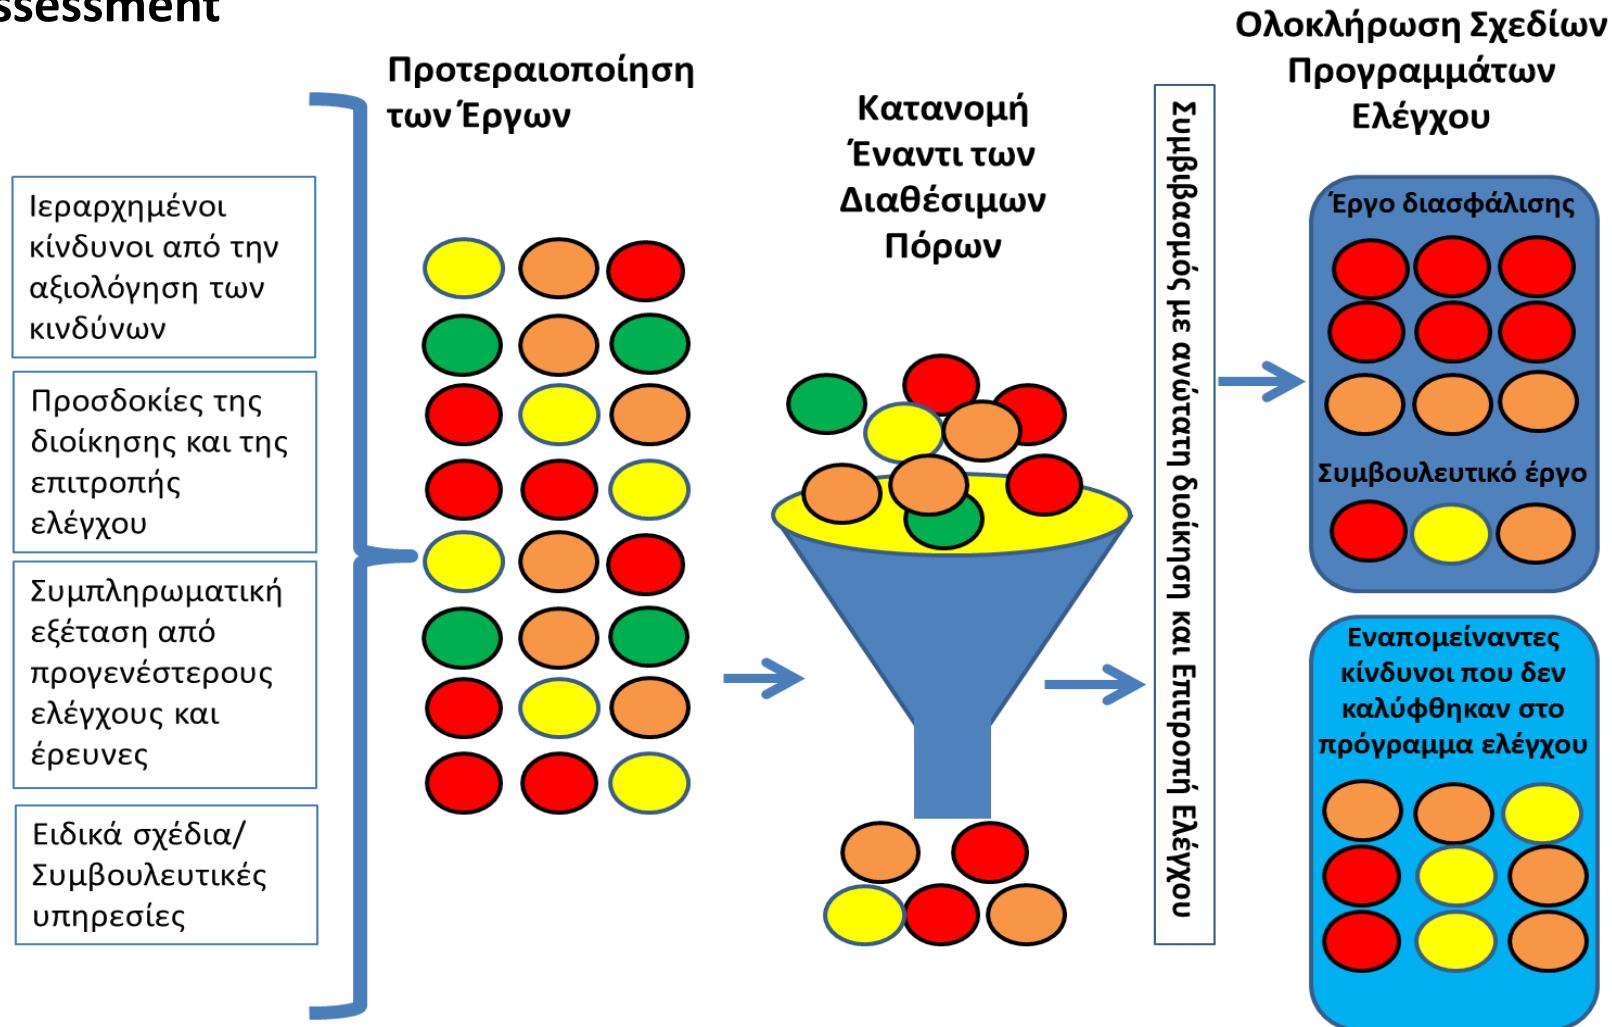 ssessment
Προτεραιοποίηση
των Έργων
Κατανομή
Έναντι των
Διαθέσιμων
Πόρων
Ολοκλήρωση Σχεδίων
Προγραμμάτων
Ελέγχου
Ιεραρχημένοι
κίνδυνοι από την
αξιολόγηση των
κινδύνων
Προσδοκίες της
διοίκησης και της
επιτροπής
ελέγχου
Συμπληρωματική
εξέταση από
προγενέστερους
ελέγχους και
έρευνες
Ειδικά σχέδια/
Συμβουλευτικές
υπηρεσίες
Συμβιβασμός με ανώτατη διοίκηση και Επιτροπή Ελέγχου
Έργο διασφάλισης
Συμβουλευτικό έργο
Εναπομείναντες
κίνδυνοι που δεν
καλύφθηκαν στο
πρόγραμμα ελέγχου